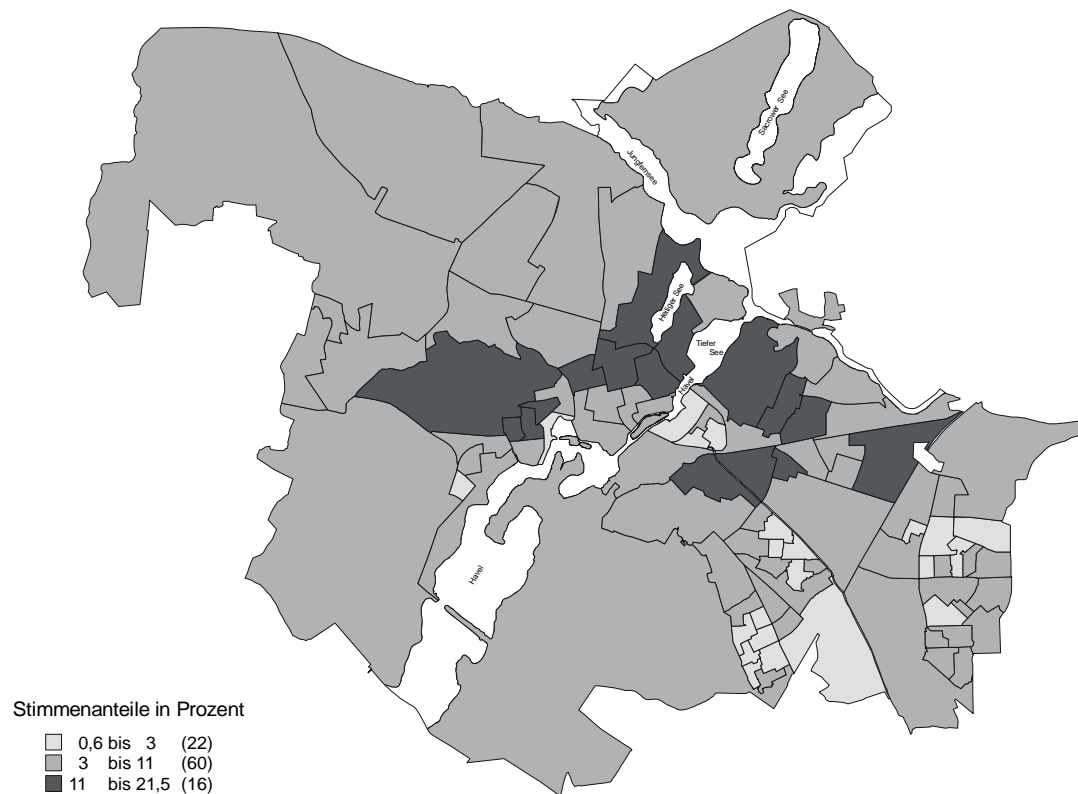 Sacrower See
Jungfernsee
Heiliger See
Tiefer
See
Havel
Havel
Stimmenanteile in Prozent
0,6 bis 3 (22)
3 bis 11 (60)
11 bis 21,5 (16)